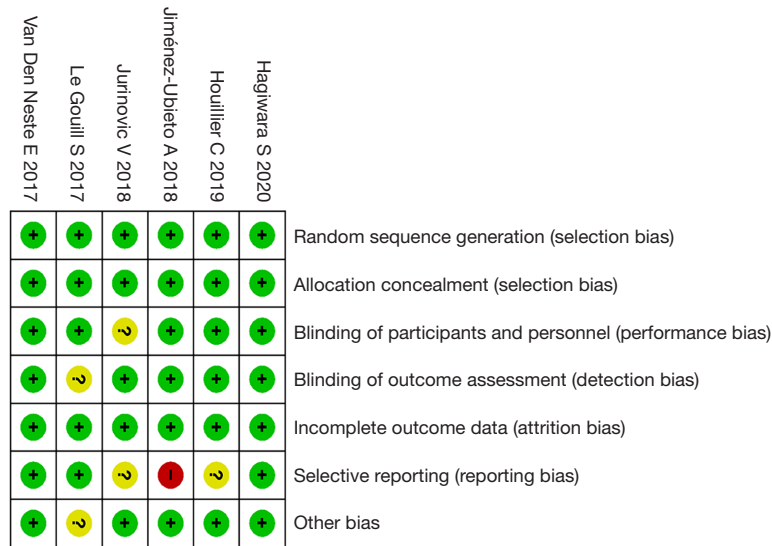 Van Den Neste E 2017
Le Gouill S 2017
Jurinovic V 2018
Jiménez-Ubieto A 2018
Houillier C 2019
Hagiwara S 2020
+ + + + + + Random sequence generation (selection bias)
+ + + + + + Allocation concealment (selection bias)
+ + ? + + + Blinding of participants and personnel (performance bias)
+ ? + + + + Blinding of outcome assessment (detection bias)
+ + + + + + Incomplete outcome data (attrition bias)
+ + ? – ? + Selective reporting (reporting bias)
+ ? + + + + Other bias